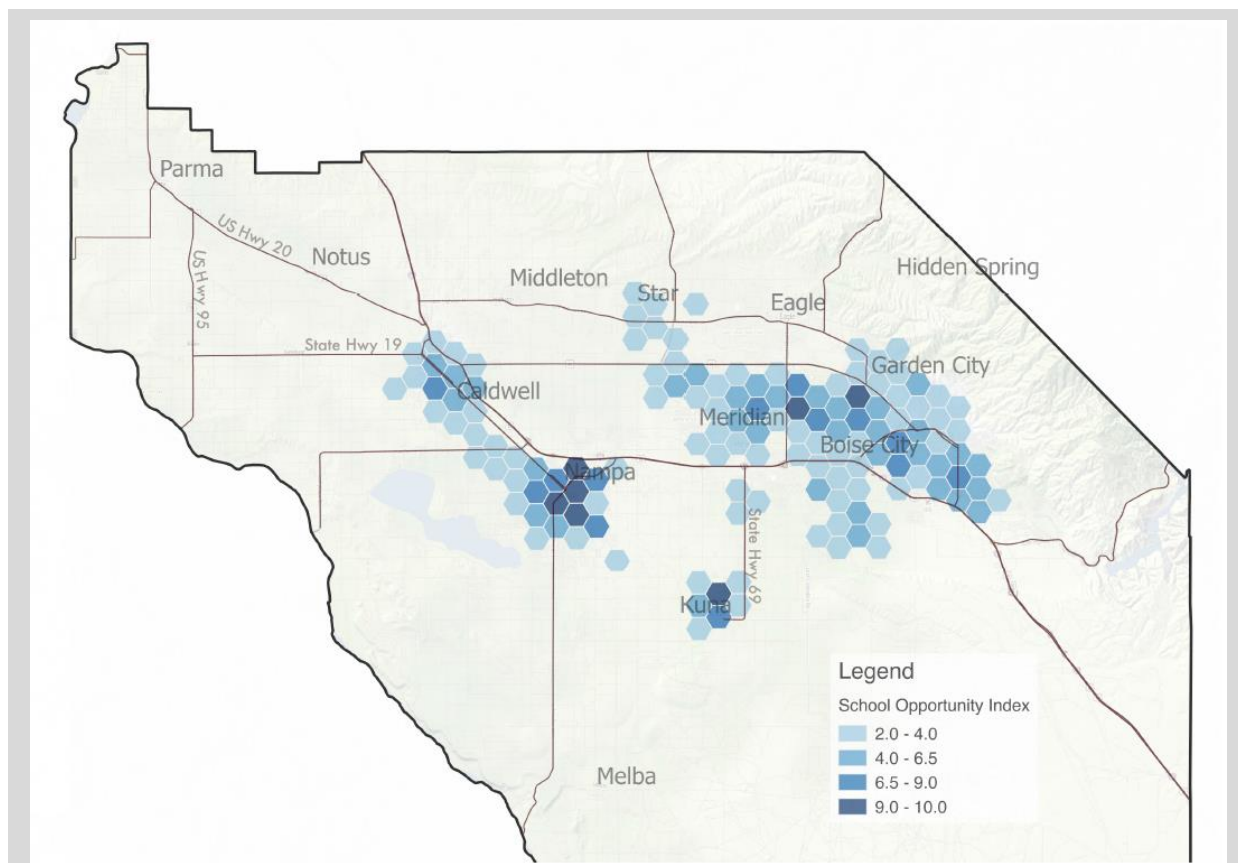 Parma
US Hwy 20
US Hwy 95
Notus
Middleton
Star
Eagle
Hidden Spring
State Hwy 19
Garden City
Caldwell
Meridian
Boise City
Nampa
State Hwy 69
Kuna
Melba
Legend
School Opportunity Index
2.0 - 4.0
4.0 - 6.5
6.5 - 9.0
9.0 - 10.0